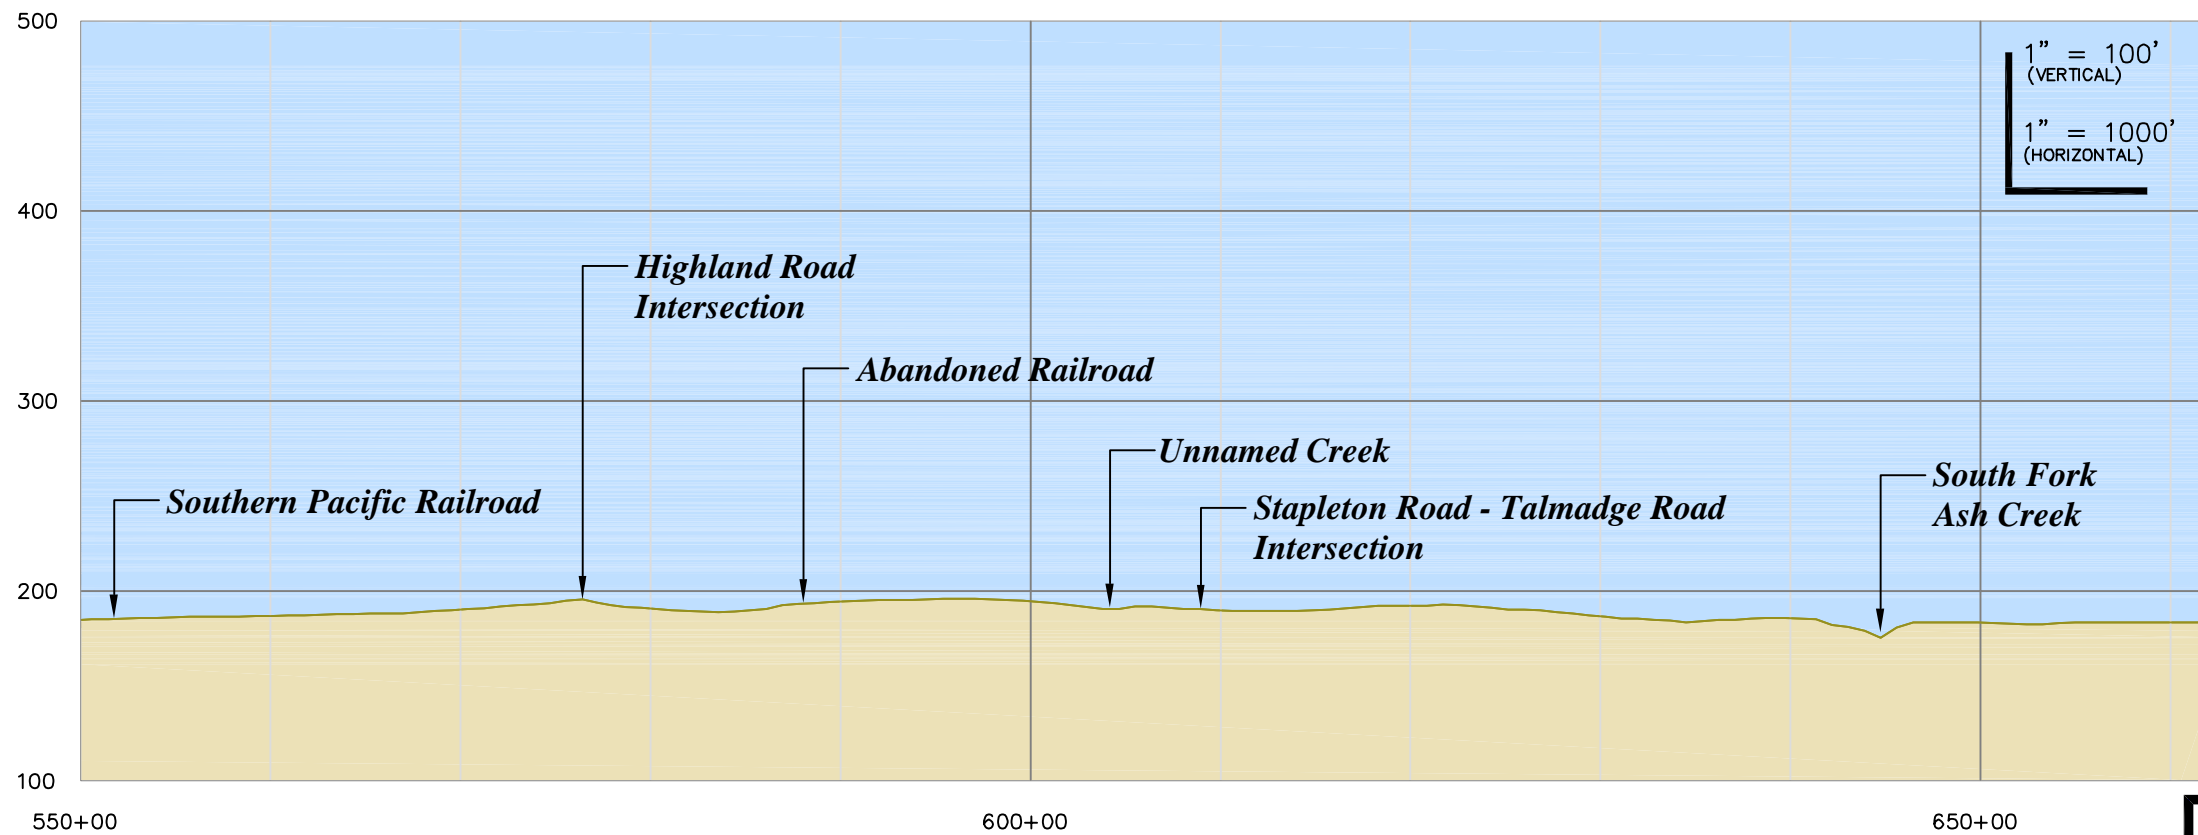 500
1” = 100’
(VERTICAL)
1” = 1000’
(HORIZONTAL)
400
Highland Road
Intersection
Abandoned Railroad
300
Unnamed Creek
Southern Pacific Railroad
Stapleton Road - Talmadge Road
Intersection
South Fork
Ash Creek
200
100
550+00
600+00
650+00